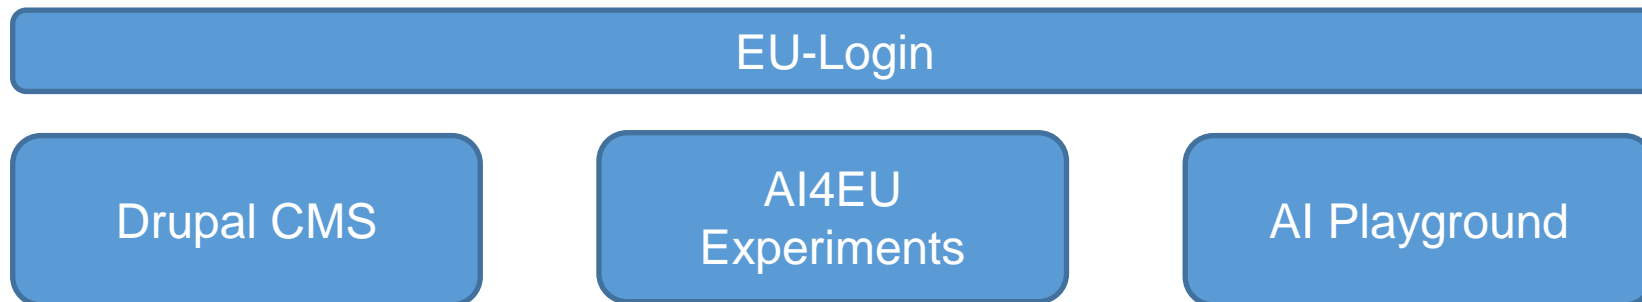 EU-Login
Drupal CMS
AI4EU
Experiments
AI Playground